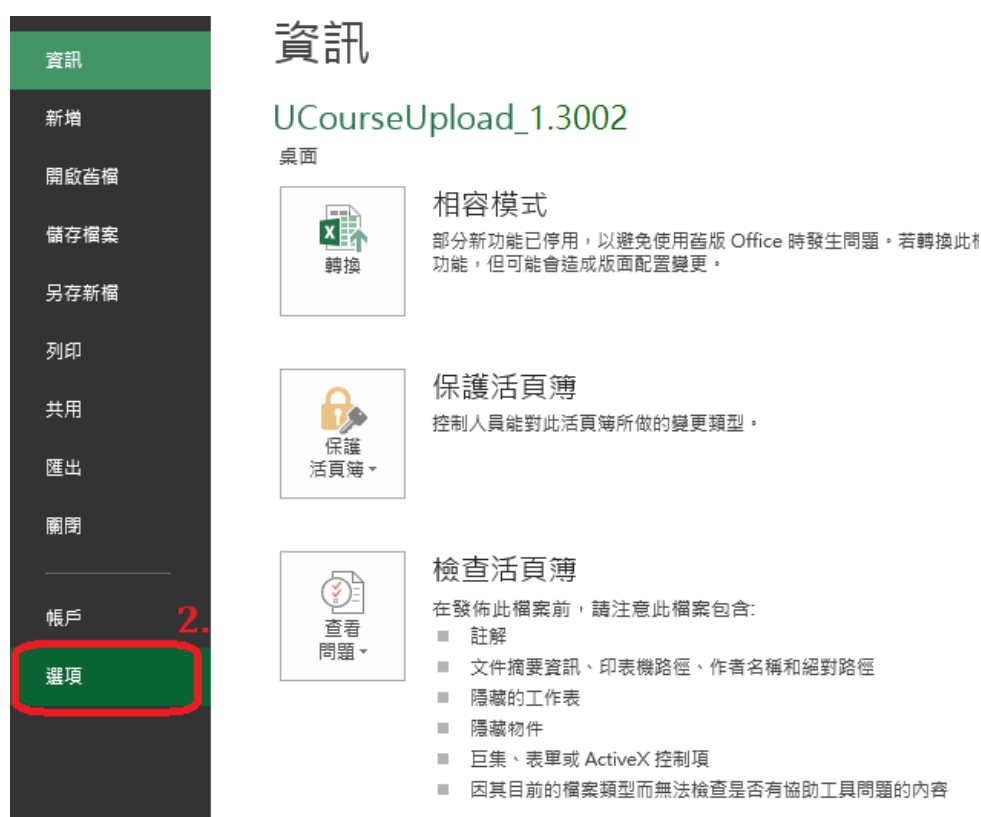 資訊
新增
開啟舊檔
儲存檔案
另存新檔
列印
共用
匯出
關閉
帳戶
2.
選項
資訊
UCourseUpload_1.3002
桌面
轉換
相容模式
部分新功能已停用，以避免使用舊版 Office 時發生問題。若轉換此
功能，但可能會造成版面配置變更。
保護
活頁簿
保護活頁簿
控制人員能對此活頁簿所做的變更類型。
查看
問題
檢查活頁簿
在發佈此檔案前，請注意此檔案包含:
註解
文件摘要資訊、印表機路徑、作者名稱和絕對路徑
隱藏的工作表
隱藏物件
巨集、表單或 ActiveX 控制項
因其目前的檔案類型而無法檢查是否有協助工具問題的內容